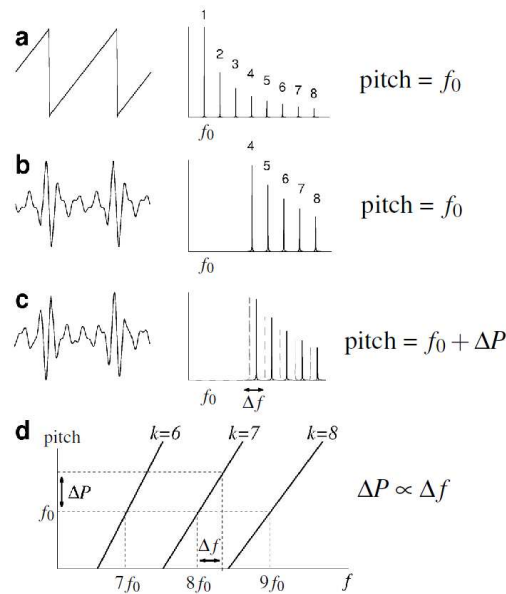 a
1
2
3
4
5
6
7
8
f₀
pitch = f₀
b
4
5
6
7
8
f₀
pitch = f₀
c
f₀
Δf
pitch = f₀ + ΔP
d
pitch
k=6
k=7
k=8
ΔP
f₀
Δf
ΔP ∝ Δf
7f₀
8f₀
9f₀
f